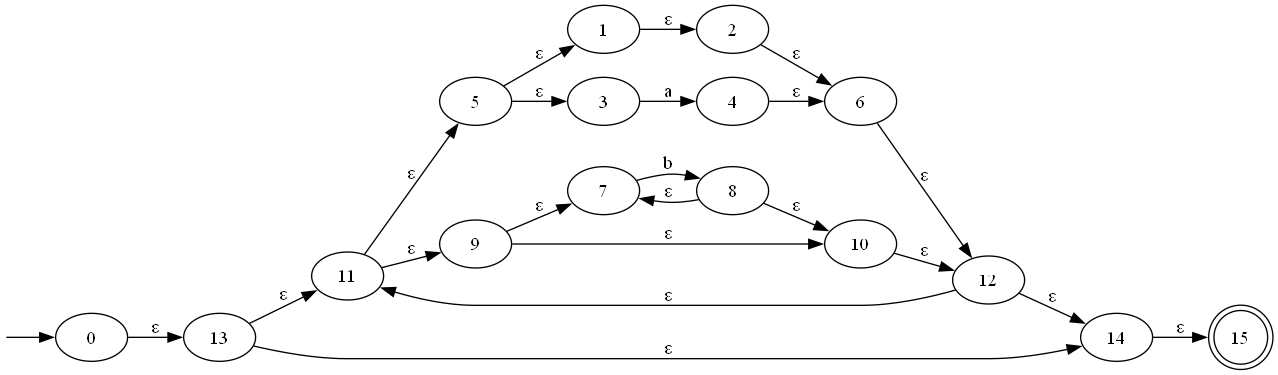 ε
1 ε 2 ε
5 ε 3 a 4 ε 6
ε b ε
7 ε 8
ε ε
9 ε 10
ε ε
11 12
ε ε ε
0 ε 13 14 ε 15
ε